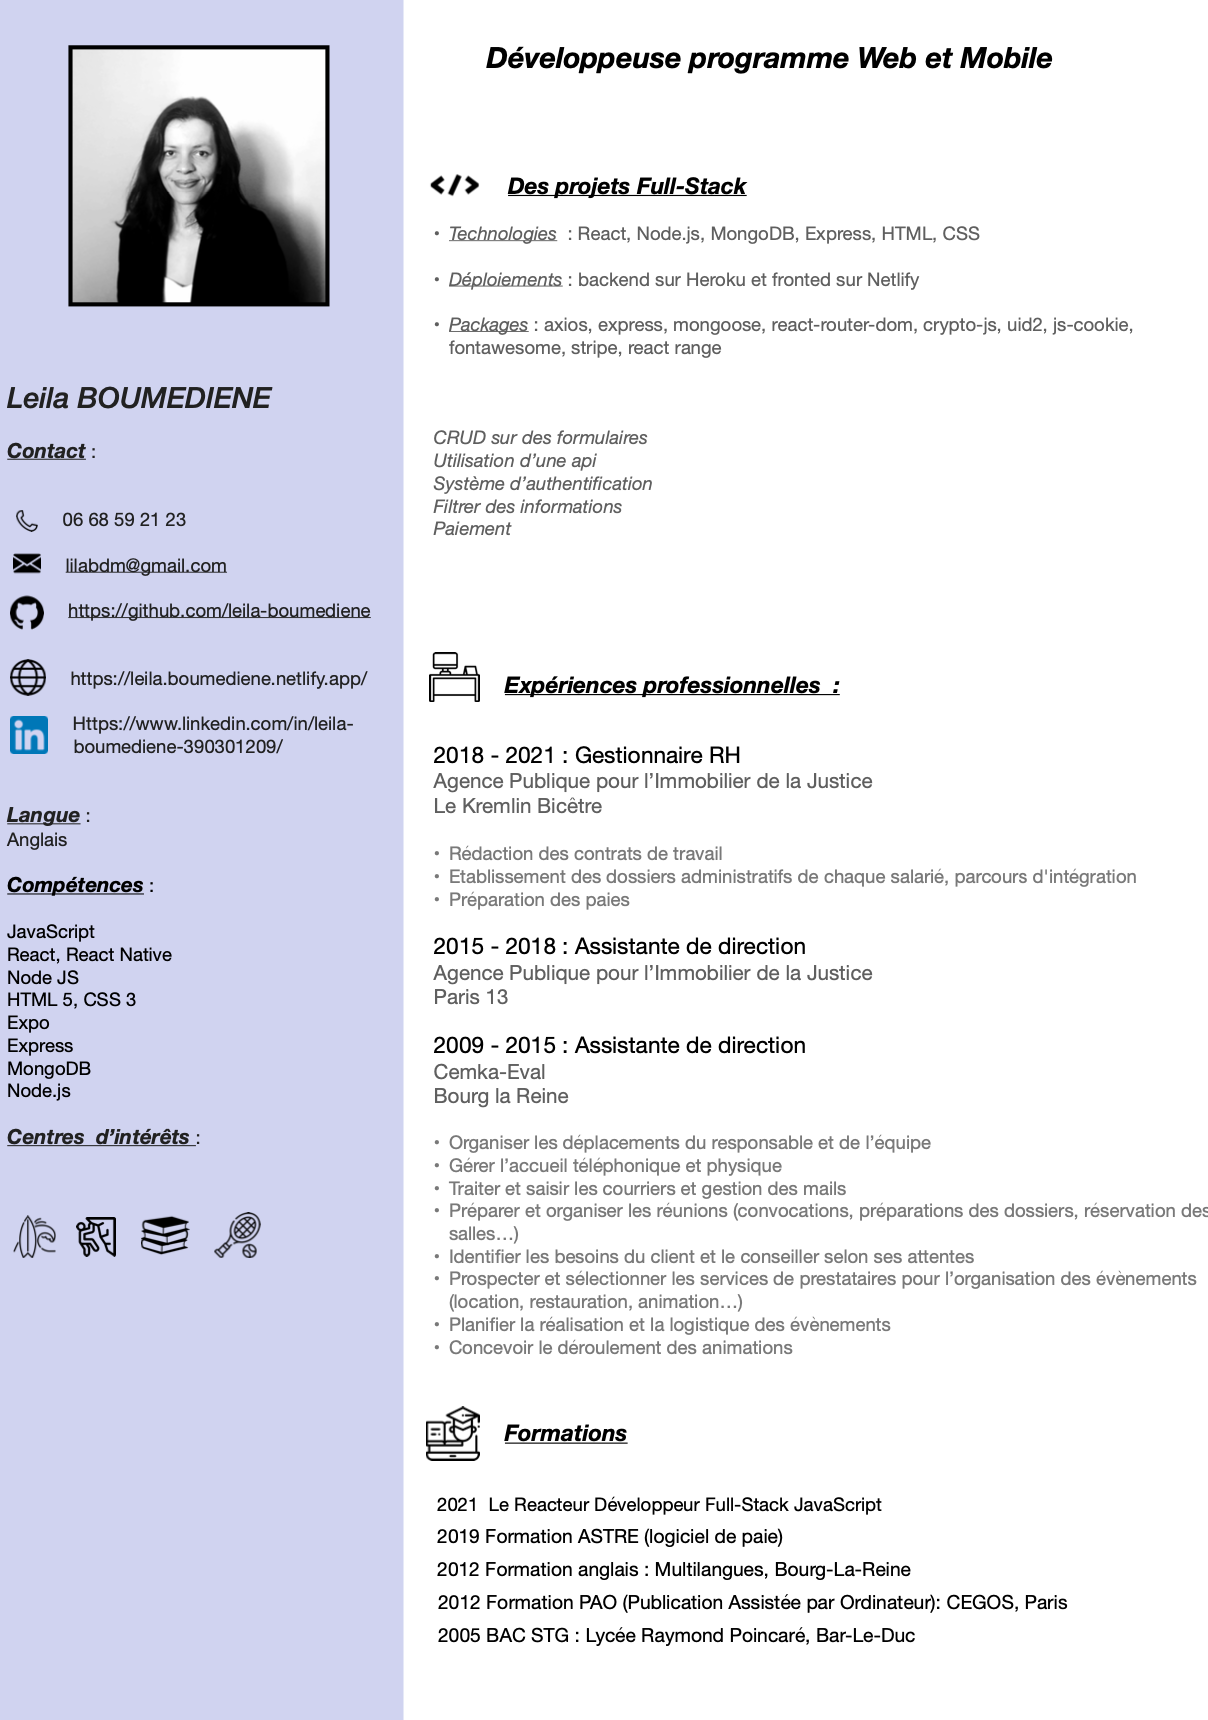 Développeuse programme Web et Mobile
Leila BOUMEDIENE
Contact :
06 68 59 21 23
lilabdm@gmail.com
https://github.com/leila-boumediene
https://leila.boumediene.netlify.app/
Https://www.linkedin.com/in/leila-
boumediene-390301209/
Langue :
Anglais
Compétences :
JavaScript
React, React Native
Node JS
HTML 5, CSS 3
Expo
Express
MongoDB
Node.js
Centres d’intérêts :
</> Des projets Full-Stack
• Technologies : React, Node.js, MongoDB, Express, HTML, CSS
• Déploiements : backend sur Heroku et fronted sur Netlify
• Packages : axios, express, mongoose, react-router-dom, crypto-js, uid2, js-cookie,
fontawesome, stripe, react range
CRUD sur des formulaires
Utilisation d’une api
Système d’authentification
Filtrer des informations
Paiement
Expériences professionnelles :
2018 - 2021 : Gestionnaire RH
Agence Publique pour l’Immobilier de la Justice
Le Kremlin Bicêtre
• Rédaction des contrats de travail
• Etablissement des dossiers administratifs de chaque salarié, parcours d'intégration
• Préparation des paies
2015 - 2018 : Assistante de direction
Agence Publique pour l’Immobilier de la Justice
Paris 13
2009 - 2015 : Assistante de direction
Cemka-Eval
Bourg la Reine
• Organiser les déplacements du responsable et de l’équipe
• Gérer l’accueil téléphonique et physique
• Traiter et saisir les courriers et gestion des mails
• Préparer et organiser les réunions (convocations, préparations des dossiers, réservation des
salles…)
• Identifier les besoins du client et le conseiller selon ses attentes
• Prospecter et sélectionner les services de prestataires pour l’organisation des évènements
(location, restauration, animation…)
• Planifier la réalisation et la logistique des évènements
• Concevoir le déroulement des animations
Formations
2021 Le Reacteur Développeur Full-Stack JavaScript
2019 Formation ASTRE (logiciel de paie)
2012 Formation anglais : Multilangues, Bourg-La-Reine
2012 Formation PAO (Publication Assistée par Ordinateur): CEGOS, Paris
2005 BAC STG : Lycée Raymond Poincaré, Bar-Le-Duc